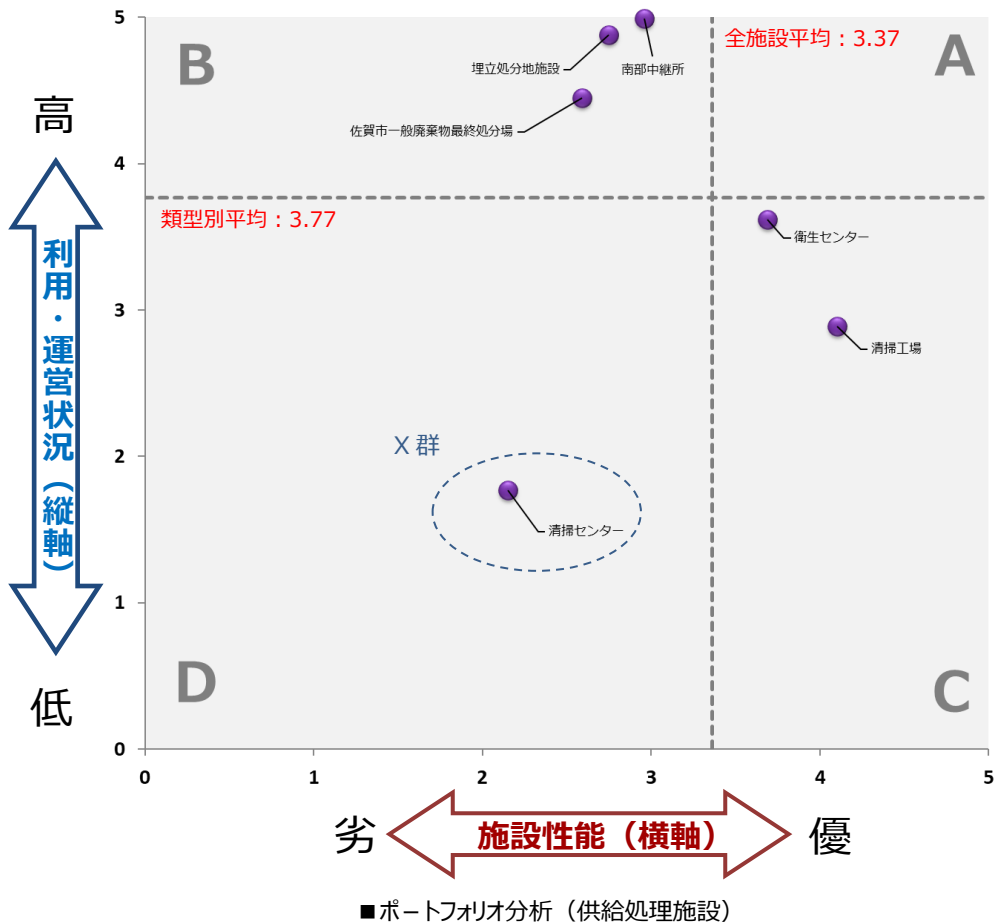 5
B
A
全施設平均：3.37
埋立処分地施設
南部中継所
佐賀市一般廃棄物最終処分場
高
4
類型別平均：3.77
衛生センター
利用・運営状況（縦軸）
3
清掃工場
X 群
2
清掃センター
1
D
C
低
0
0
1
2
3
4
5
劣
施設性能（横軸）
優
■ポートフォリオ分析（供給処理施設）